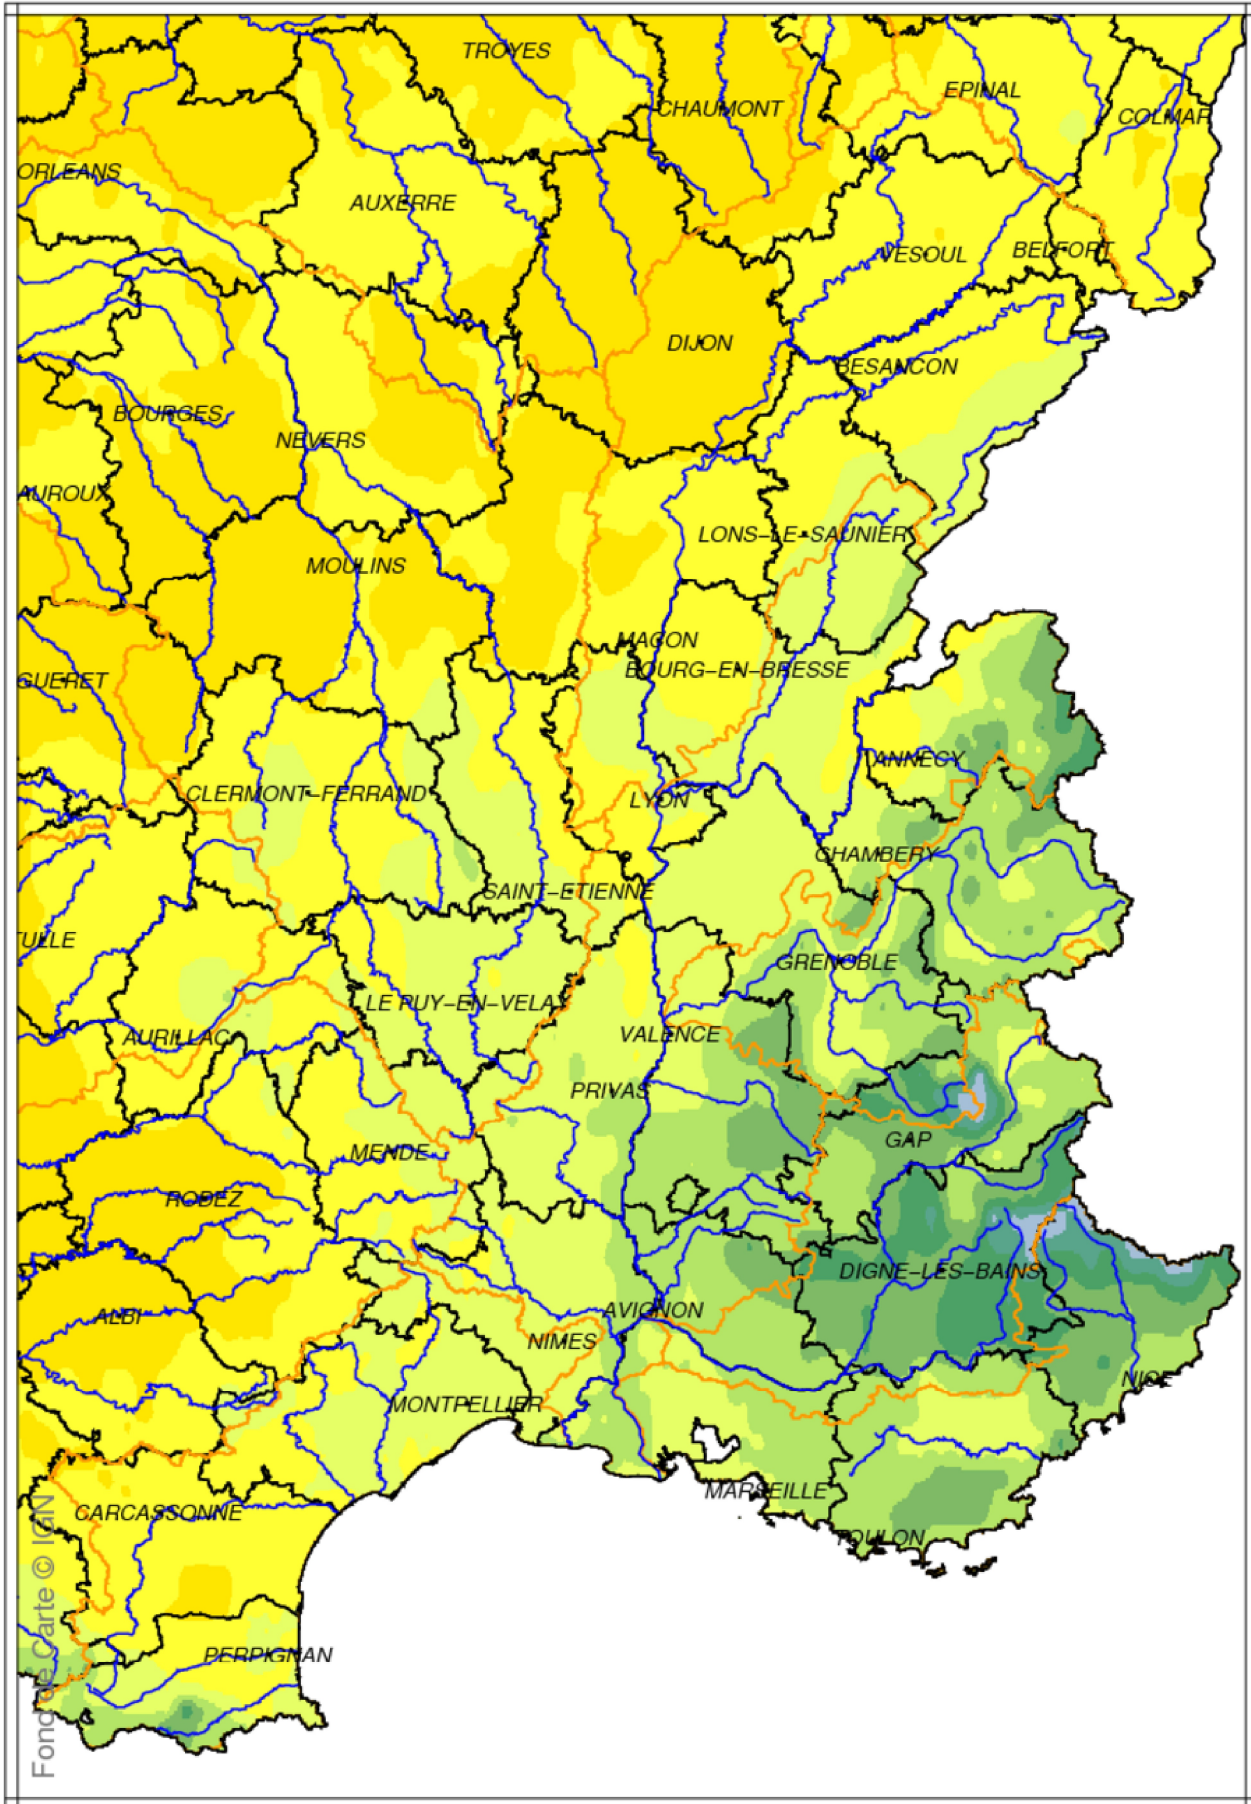 TROYES
EPINAL
CHAUMONT
COLMAR
ORLEANS
AUXERRE
VESOUL
BELFORT
DIJON
BESANCON
BOURGES
NEVERS
AUROUX
LONS-LE-SAUNIER
MOULINS
MACON
BOURG-EN-BRESSE
GUERET
ANNECY
CLERMONT-FERRAND
LYON
CHAMBERY
SAINT-ETIENNE
TULLE
GRENOBLE
LE PUY-EN-VELAY
VALENCE
AURILLAC
PRIVAS
GAP
MENDE
RODEZ
DIGNE-LES-BAINS
AVIGNON
ALBI
NIMES
NICE
MONTPELLIER
MARSEILLE
CARCASSONNE
TOULON
PERPIGNAN
Fond de Carte © IGN